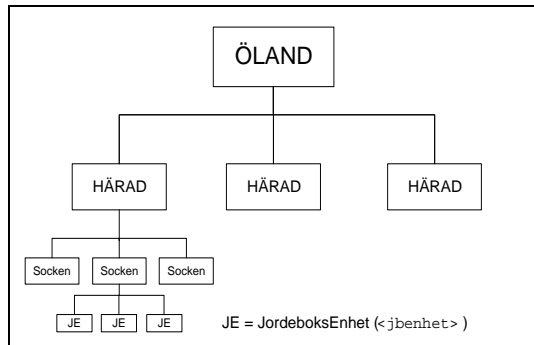 ÖLAND
HÄRAD HÄRAD HÄRAD
Socken Socken Socken
JE JE JE JE = JordeboksEnhet (<jbenhet> )